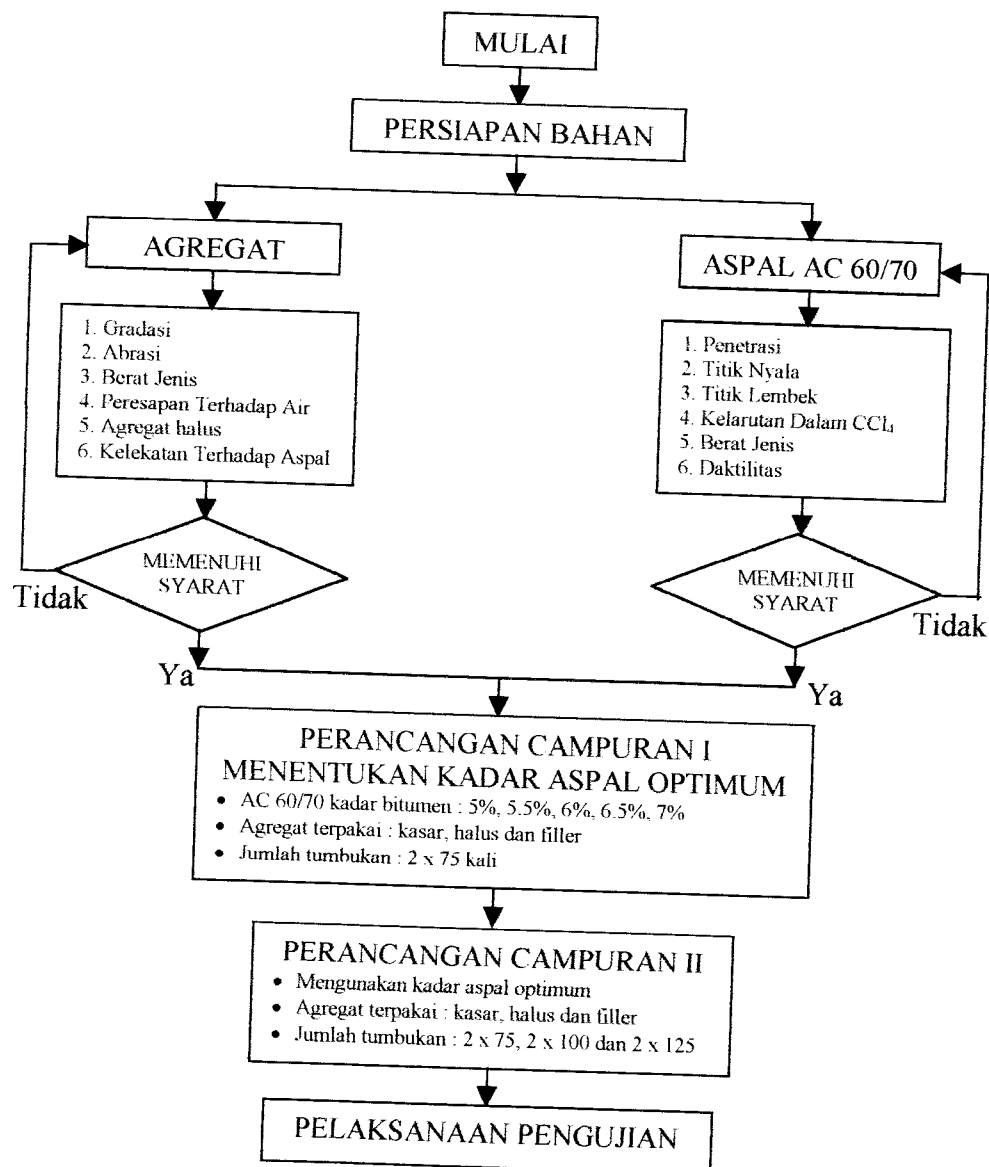 MULAI
PERSIAPAN BAHAN
AGREGAT
1. Gradasi
2. Abrasi
3. Berat Jenis
4. Peresapan Terhadap Air
5. Agregat halus
6. Kelekatan Terhadap Aspal
MEMENUHI
SYARAT
Tidak
Ya
ASPAL AC 60/70
1. Penetrasi
2. Titik Nyala
3. Titik Lembek
4. Kelarutan Dalam CCL₄
5. Berat Jenis
6. Daktilitas
MEMENUHI
SYARAT
Tidak
Ya
PERANCANGAN CAMPURAN I
MENENTUKAN KADAR ASPAL OPTIMUM
• AC 60/70 kadar bitumen : 5%, 5.5%, 6%, 6.5%, 7%
• Agregat terpakai : kasar, halus dan filler
• Jumlah tumbukan : 2 x 75 kali
PERANCANGAN CAMPURAN II
• Mengunakan kadar aspal optimum
• Agregat terpakai : kasar, halus dan filler
• Jumlah tumbukan : 2 x 75, 2 x 100 dan 2 x 125
PELAKSANAAN PENGUJIAN